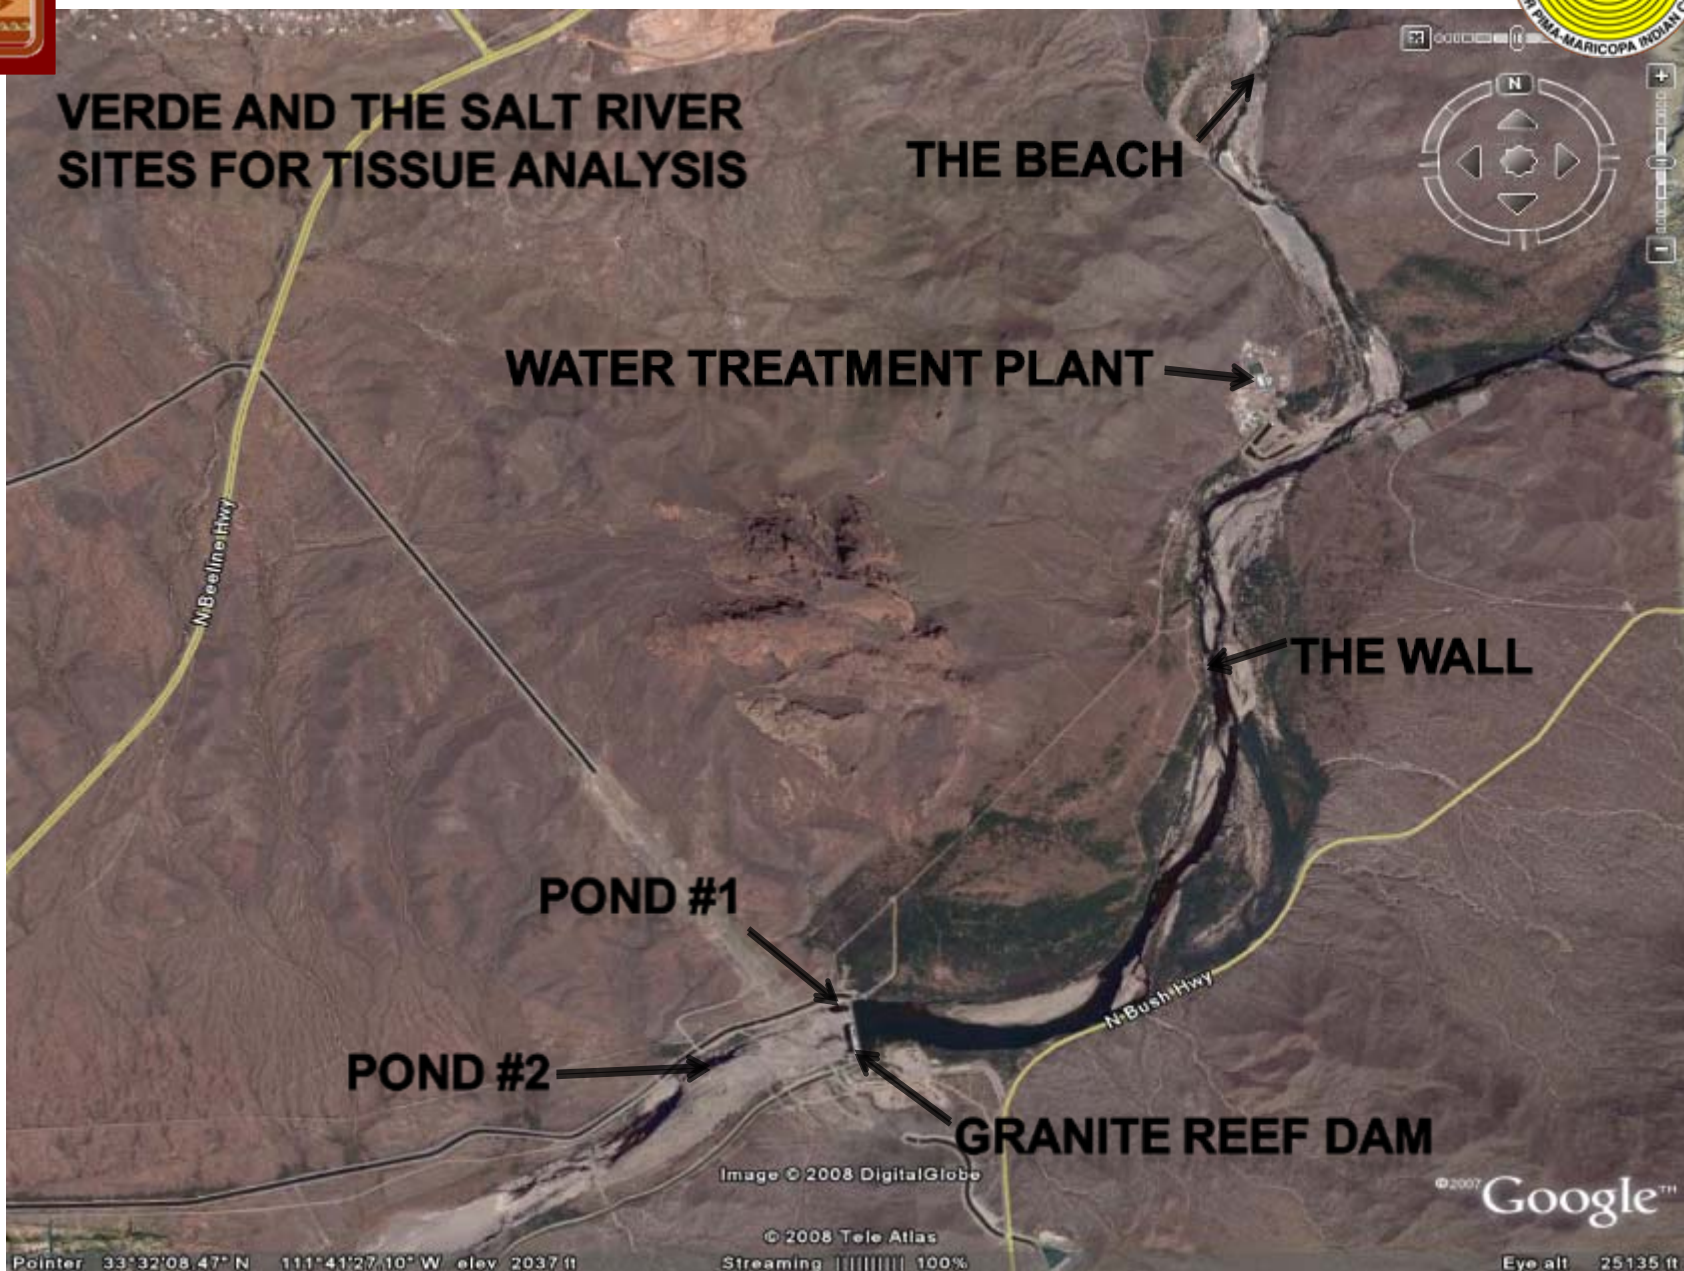 VERDE AND THE SALT RIVER
SITES FOR TISSUE ANALYSIS
PIMA-MARICOPA INDIAN
N
THE BEACH
WATER TREATMENT PLANT
N Beeline Hwy
THE WALL
POND #1
N Bush Hwy
POND #2
GRANITE REEF DAM
Image © 2008 DigitalGlobe
©2007 Google™
© 2008 Tele Atlas
Pointer 33°32'08.47" N 111°41'27.10" W elev 2037 ft Streaming 100% Eye alt 25135 ft